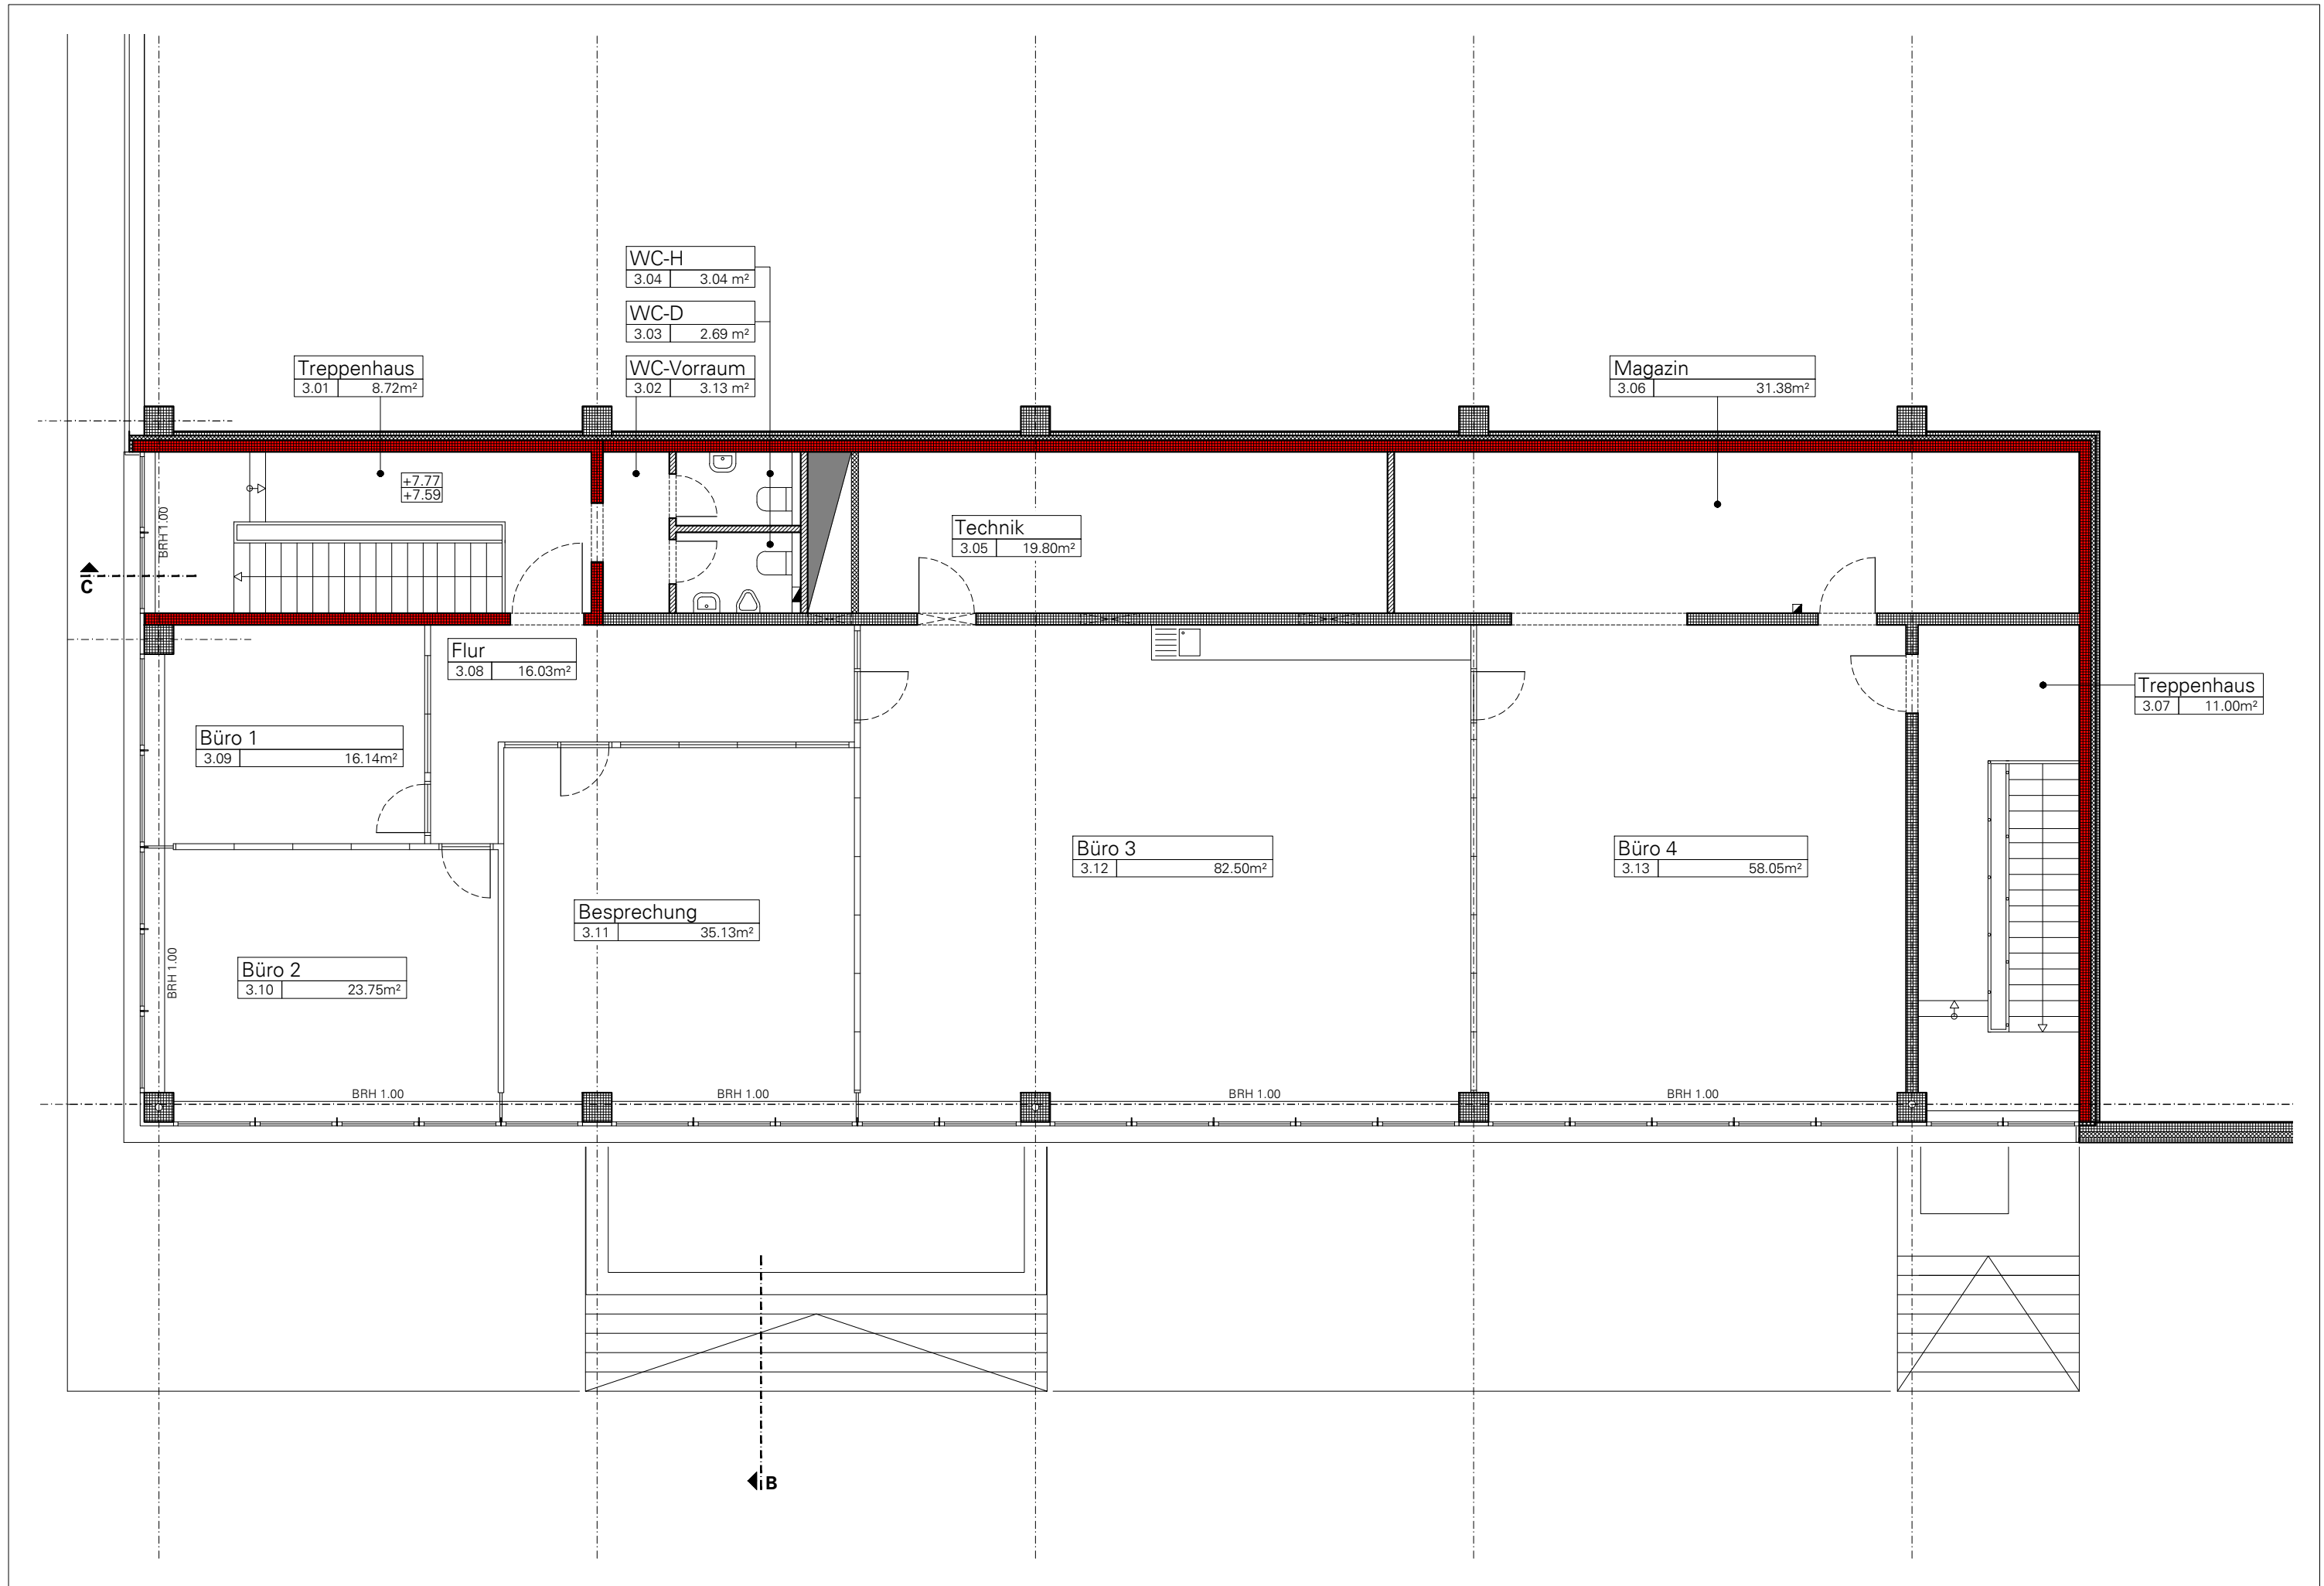 WC-H
3.04 3.04 m²
WC-D
3.03 2.69 m²
Treppenhaus
3.01 8.72m²
WC-Vorraum
3.02 3.13 m²
Magazin
3.06 31.38m²
+7.77
+7.59
BRH 1.00
Technik
3.05 19.80m²
C
Flur
3.08 16.03m²
Treppenhaus
3.07 11.00m²
Büro 1
3.09 16.14m²
Büro 3
3.12 82.50m²
Büro 4
3.13 58.05m²
Besprechung
3.11 35.13m²
Büro 2
3.10 23.75m²
BRH 1.00
BRH 1.00
BRH 1.00
BRH 1.00
BRH 1.00
B